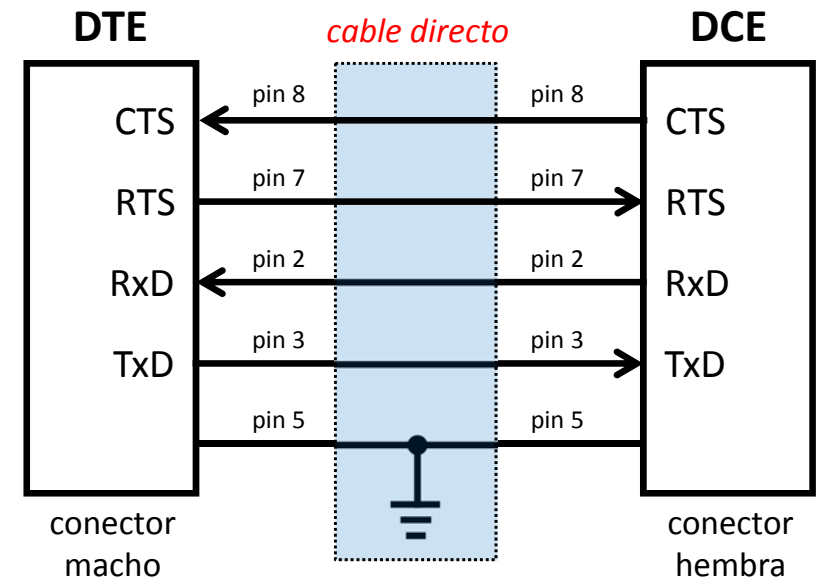 DTE
cable directo
DCE
CTS
pin 8
pin 8
CTS
RTS
pin 7
pin 7
RTS
RxD
pin 2
pin 2
RxD
TxD
pin 3
pin 3
TxD
pin 5
pin 5
conector
macho
conector
hembra